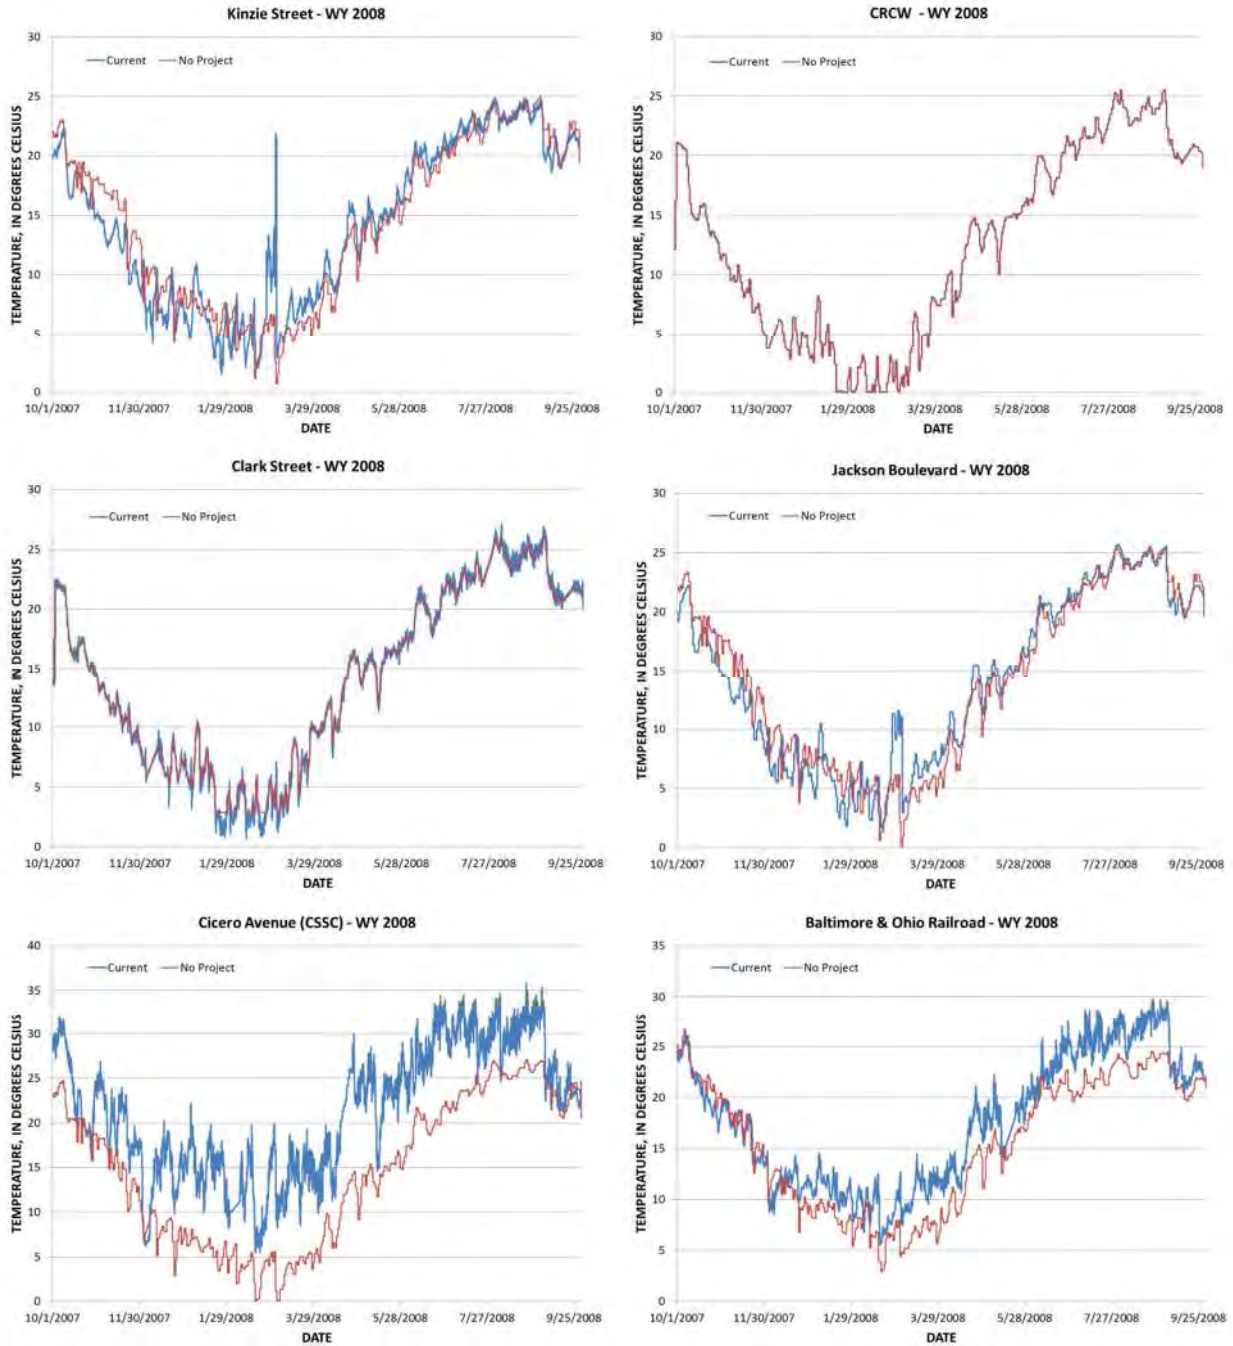 Kinzie Street - WY 2008
TEMPERATURE, IN DEGREES CELSIUS
30
25
20
15
10
5
0
Current No Project
10/1/2007 11/30/2007 1/29/2008 3/29/2008 5/28/2008 7/27/2008 9/25/2008
DATE
CRCW - WY 2008
TEMPERATURE, IN DEGREES CELSIUS
30
25
20
15
10
5
0
Current No Project
10/1/2007 11/30/2007 1/29/2008 3/29/2008 5/28/2008 7/27/2008 9/25/2008
DATE
Clark Street - WY 2008
TEMPERATURE, IN DEGREES CELSIUS
30
25
20
15
10
5
0
Current No Project
10/1/2007 11/30/2007 1/29/2008 3/29/2008 5/28/2008 7/27/2008 9/25/2008
DATE
Jackson Boulevard - WY 2008
TEMPERATURE, IN DEGREES CELSIUS
30
25
20
15
10
5
0
Current No Project
10/1/2007 11/30/2007 1/29/2008 3/29/2008 5/28/2008 7/27/2008 9/25/2008
DATE
Cicero Avenue (CSSC) - WY 2008
TEMPERATURE, IN DEGREES CELSIUS
40
35
30
25
20
15
10
5
0
Current No Project
10/1/2007 11/30/2007 1/29/2008 3/29/2008 5/28/2008 7/27/2008 9/25/2008
DATE
Baltimore & Ohio Railroad - WY 2008
TEMPERATURE, IN DEGREES CELSIUS
35
30
25
20
15
10
5
0
Current No Project
10/1/2007 11/30/2007 1/29/2008 3/29/2008 5/28/2008 7/27/2008 9/25/2008
DATE